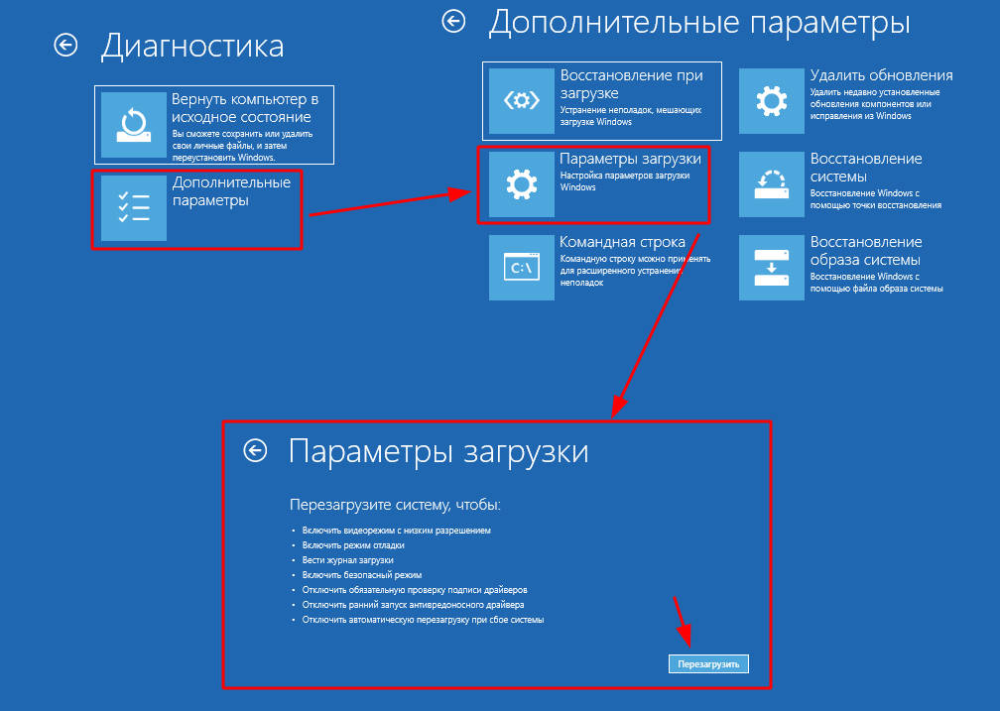 Диагностика
Вернуть компьютер в
исходное состояние
Вы сможете сохранить или удалить
свои личные файлы, и затем
переустановить Windows.
Дополнительные
параметры
Дополнительные параметры
Восстановление при
загрузке
Устранение неполадок, мешающих
загрузке Windows
Удалить обновления
Удалить недавно установленные
обновления компонентов или
исправления из Windows
Параметры загрузки
Настройка параметров загрузки
Windows
Восстановление
системы
Восстановление Windows с
помощью точки восстановления
Командная строка
Командную строку можно применять
для расширенного устранения
неполадок
C:\
Восстановление
образа системы
Восстановление Windows с
помощью файла образа системы
Параметры загрузки
Перезагрузите систему, чтобы:
• Включить видеорежим с низким разрешением
• Включить режим отладки
• Вести журнал загрузки
• Включить безопасный режим
• Отключить обязательную проверку подписи драйверов
• Отключить ранний запуск антивредоносного драйвера
• Отключить автоматическую перезагрузку при сбое системы
Перезагрузить